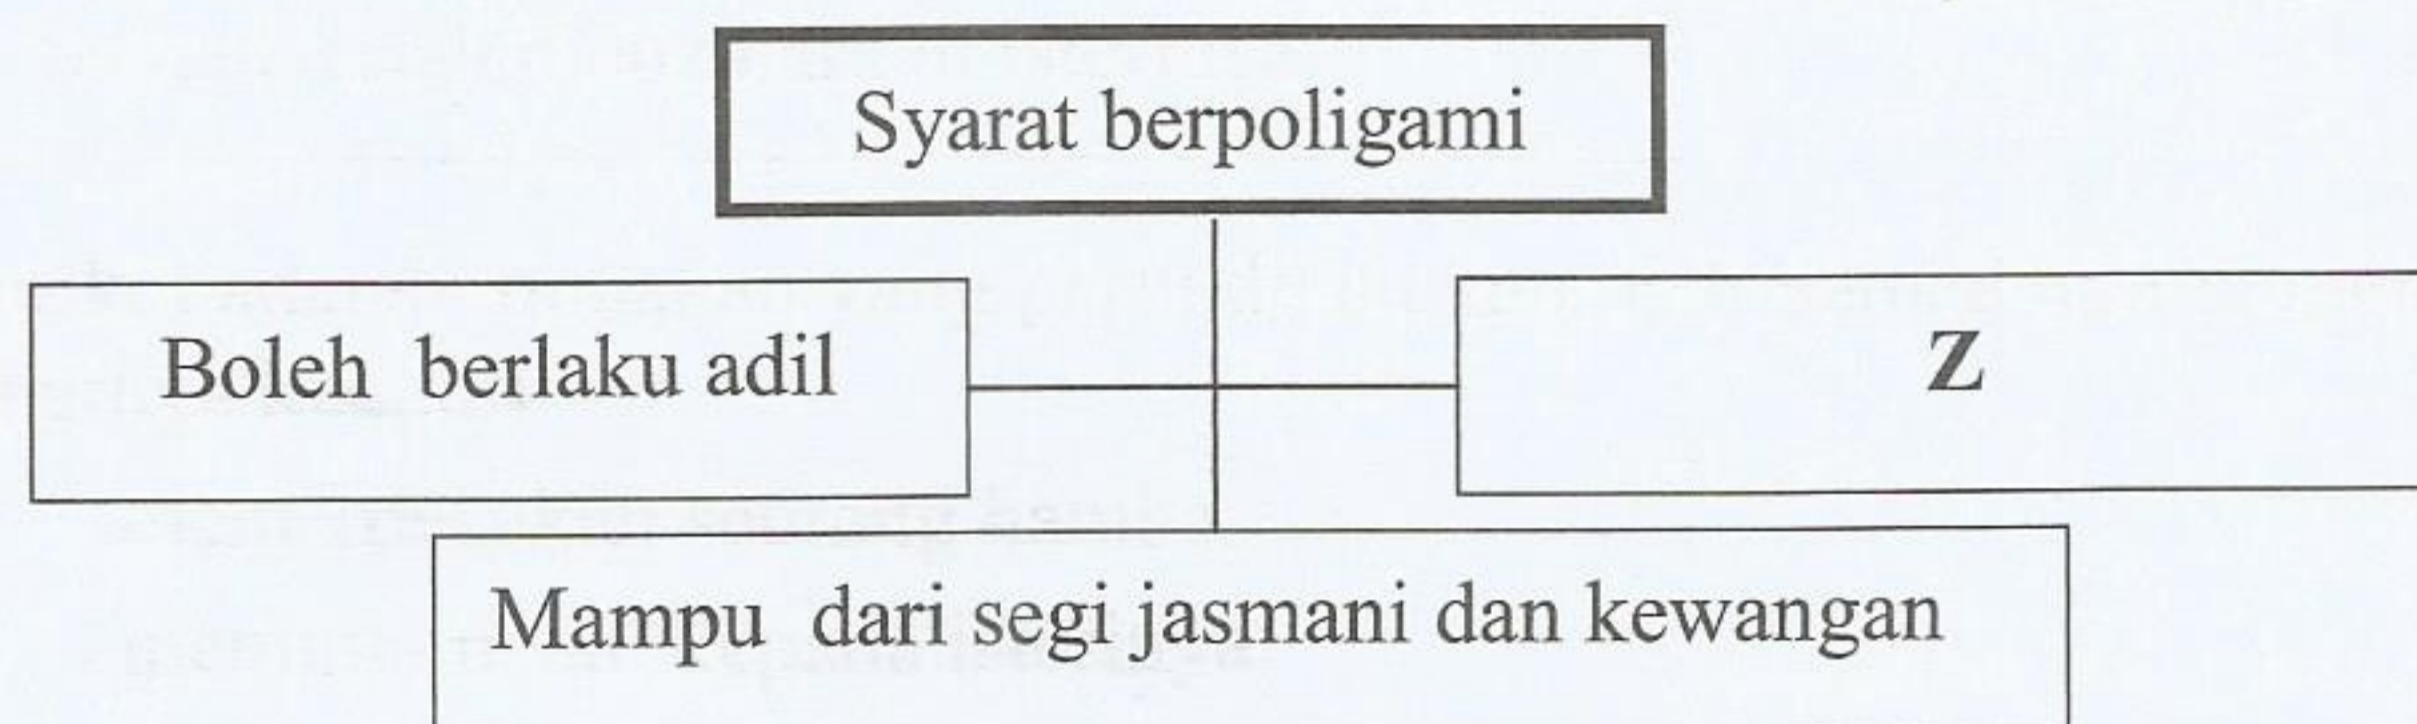 Syarat berpoligami
Boleh berlaku adil
Z
Mampu dari segi jasmani dan kewangan